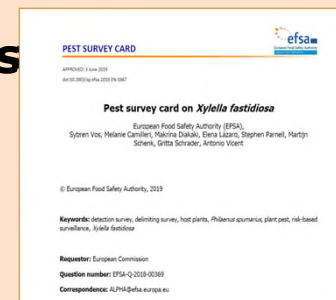 s
efsa
European Food Safety Authority
PEST SURVEY CARD
APPROVED: 3 June 2019
doi:10.2903/sp.efsa.2019.EN-1667
Pest survey card on Xylella fastidiosa
European Food Safety Authority (EFSA),
Sybren Vos, Melanie Camilleri, Makrina Diakaki, Elena Lázaro, Stephen Parnell, Martijn
Schenk, Gritta Schrader, Antonio Vicent
© European Food Safety Authority, 2019
Keywords: detection survey, delimiting survey, host plants, Philaenus spumarius, plant pest, risk-based
surveillance, Xylella fastidiosa
Requestor: European Commission
Question number: EFSA-Q-2018-00369
Correspondence: ALPHA@efsa.europa.eu